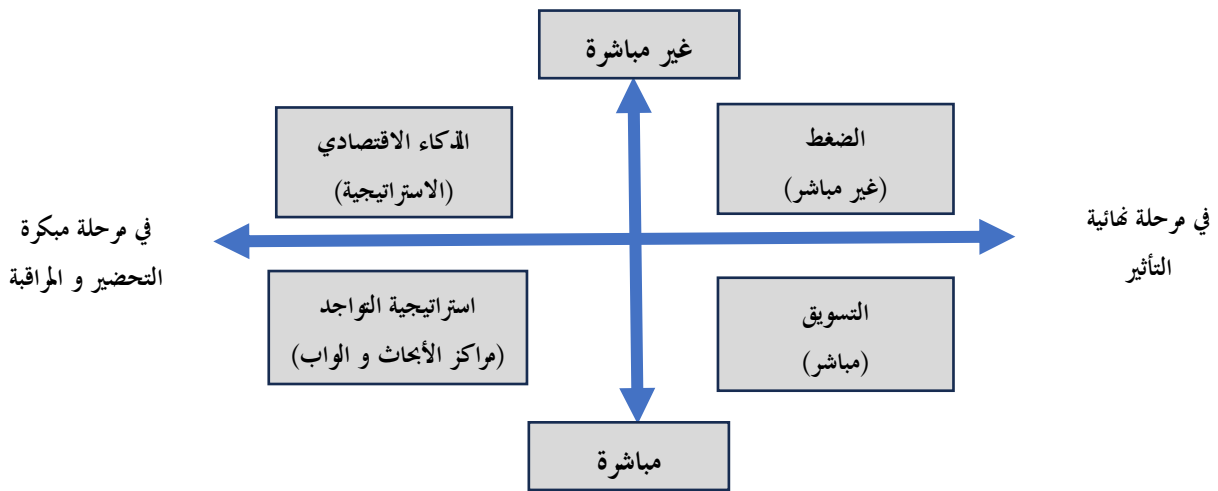 غير مباشرة
الضغط
(غير مباشر)
الذكاء الاقتصادي
(الاستراتيجية)
في مرحلة نهائية
التأثير
في مرحلة مبكرة
التحضير و المراقبة
التسويق
(مباشر)
استراتيجية التواجد
(مراكز الأبحاث و الواب)
مباشرة